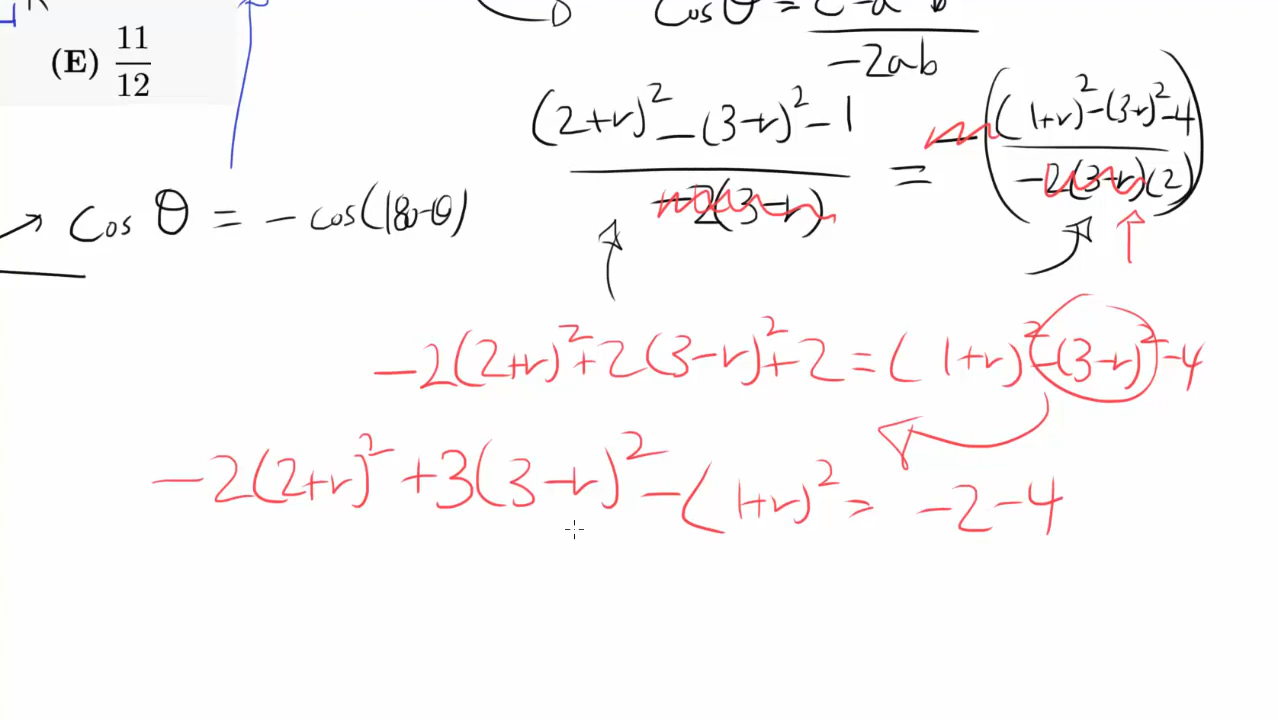 cos θ = c²-a²-b² / -2ab
(E) 11/12
(2+r)² - (3-r)² - 1 / -2(3-r) = -((1+r)² - (3-r)² - 4 / -2(3-r)(2))
cos θ = - cos(180-θ)
-2(2+r)² + 2(3-r)² + 2 = (1+r)² - (3-r)² - 4
-2(2+r)² + 3(3-r)² - (1+r)² = -2-4